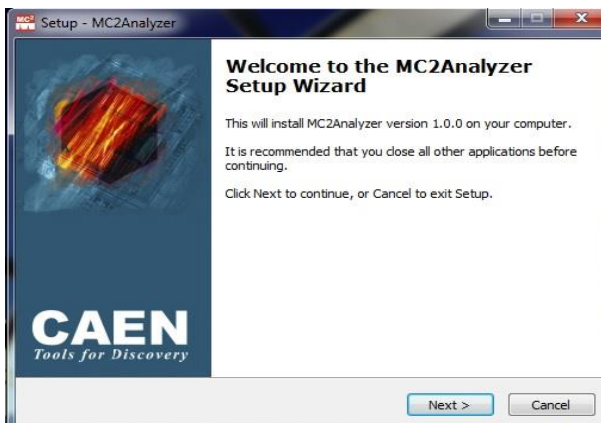 MC²
Setup - MC2Analyzer
Welcome to the MC2Analyzer
Setup Wizard
This will install MC2Analyzer version 1.0.0 on your computer.
It is recommended that you close all other applications before
continuing.
Click Next to continue, or Cancel to exit Setup.
CAEN
Tools for Discovery
Next >
Cancel